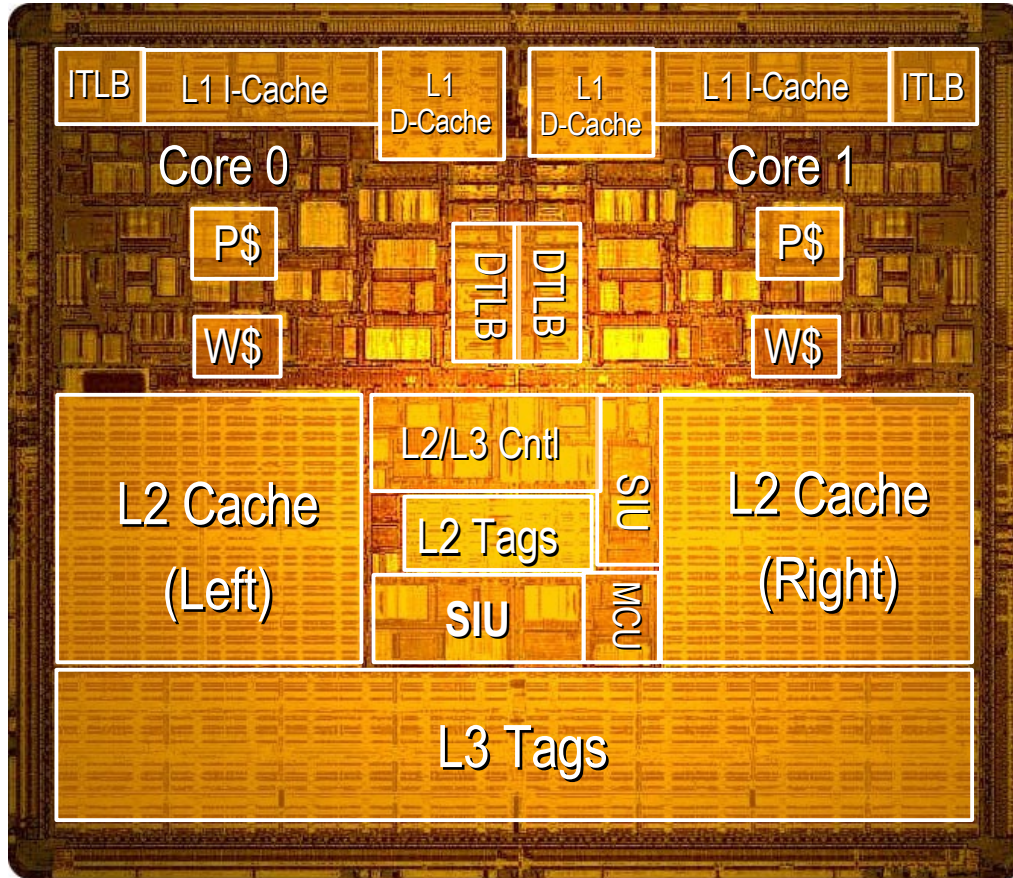 ITLB
L1 I-Cache
L1
D-Cache
L1
D-Cache
L1 I-Cache
ITLB
Core 0
Core 1
P$
DTLB
DTLB
P$
W$
W$
L2 Cache
(Left)
L2/L3 Cntl
SIU
L2 Tags
SIU
MCU
L2 Cache
(Right)
L3 Tags